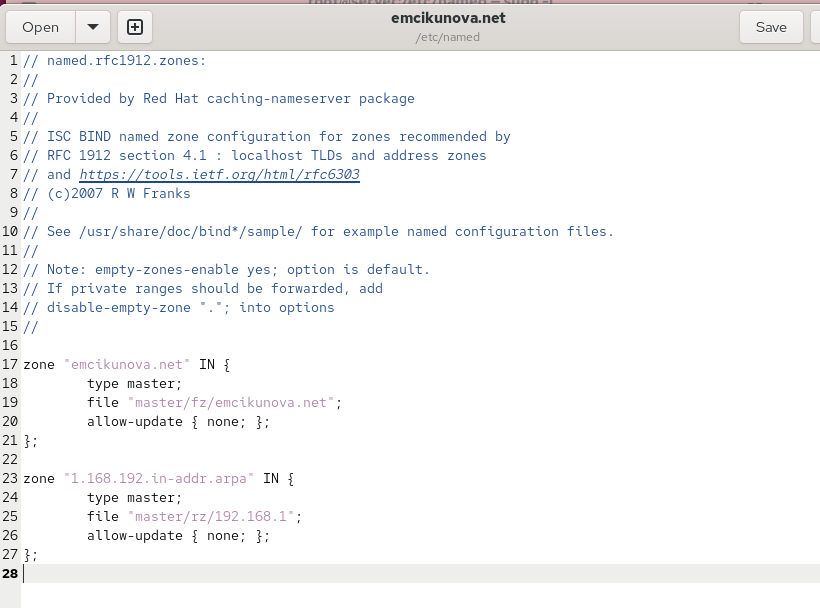 Open
emcikunova.net
/etc/named
Save
1 // named.rfc1912.zones:
2 //
3 // Provided by Red Hat caching-nameserver package
4 //
5 // ISC BIND named zone configuration for zones recommended by
6 // RFC 1912 section 4.1 : localhost TLDs and address zones
7 // and https://tools.ietf.org/html/rfc6303
8 // (c)2007 R W Franks
9 //
10 // See /usr/share/doc/bind*/sample/ for example named configuration files.
11 //
12 // Note: empty-zones-enable yes; option is default.
13 // If private ranges should be forwarded, add
14 // disable-empty-zone "."; into options
15 //
16
17 zone "emcikunova.net" IN {
18         type master;
19         file "master/fz/emcikunova.net";
20         allow-update { none; };
21 };
22
23 zone "1.168.192.in-addr.arpa" IN {
24         type master;
25         file "master/rz/192.168.1";
26         allow-update { none; };
27 };
28